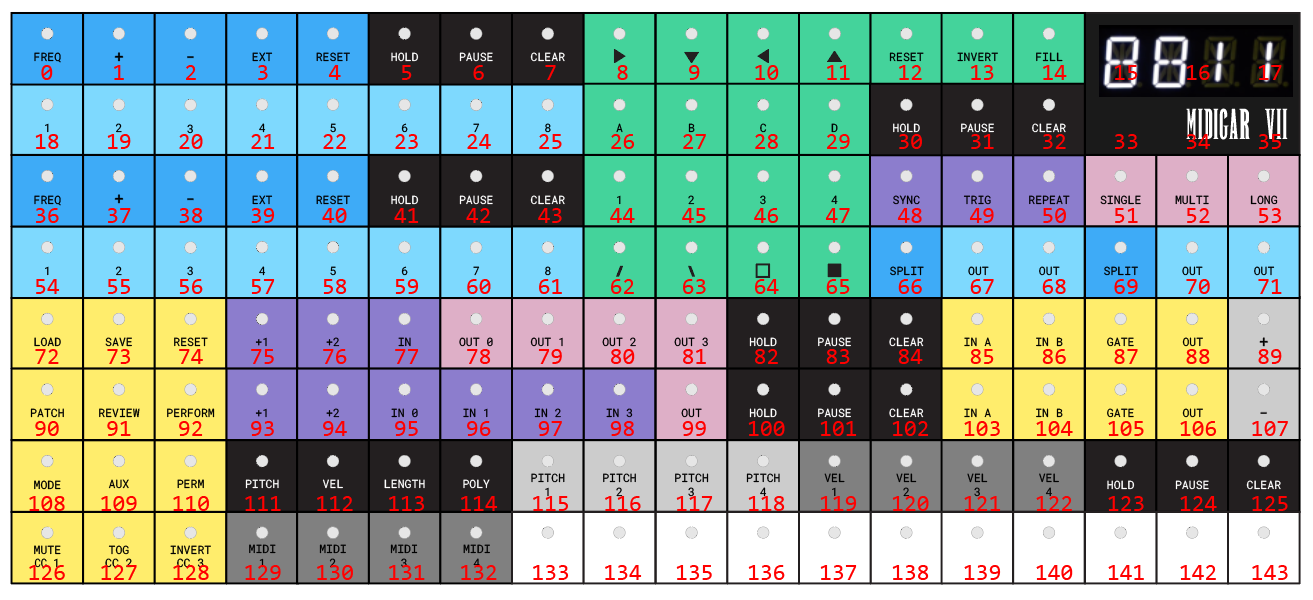 FREQ + - EXT RESET HOLD PAUSE CLEAR ▶ ▼ ◀ ▲ RESET INVERT FILL
0 1 2 3 4 5 6 7 8 9 10 11 12 13 14 15 16 17
1 2 3 4 5 6 7 8 A B C D HOLD PAUSE CLEAR MIDIGAR VII
18 19 20 21 22 23 24 25 26 27 28 29 30 31 32 33 34 35
FREQ + - EXT RESET HOLD PAUSE CLEAR 1 2 3 4 SYNC TRIG REPEAT SINGLE MULTI LONG
36 37 38 39 40 41 42 43 44 45 46 47 48 49 50 51 52 53
1 2 3 4 5 6 7 8 / \ □ ■ SPLIT OUT OUT SPLIT OUT OUT
54 55 56 57 58 59 60 61 62 63 64 65 66 67 68 69 70 71
LOAD SAVE RESET +1 +2 IN OUT 0 OUT 1 OUT 2 OUT 3 HOLD PAUSE CLEAR IN A IN B GATE OUT +
72 73 74 75 76 77 78 79 80 81 82 83 84 85 86 87 88 89
PATCH REVIEW PERFORM +1 +2 IN 0 IN 1 IN 2 IN 3 OUT HOLD PAUSE CLEAR IN A IN B GATE OUT -
90 91 92 93 94 95 96 97 98 99 100 101 102 103 104 105 106 107
MODE AUX PERM PITCH VEL LENGTH POLY PITCH PITCH PITCH PITCH VEL VEL VEL VEL HOLD PAUSE CLEAR
1 2 3 4 1 2 3 4
108 109 110 111 112 113 114 115 116 117 118 119 120 121 122 123 124 125
MUTE TOG INVERT MIDI MIDI MIDI MIDI
CC 1 CC 2 CC 3 1 2 3 4
126 127 128 129 130 131 132 133 134 135 136 137 138 139 140 141 142 143